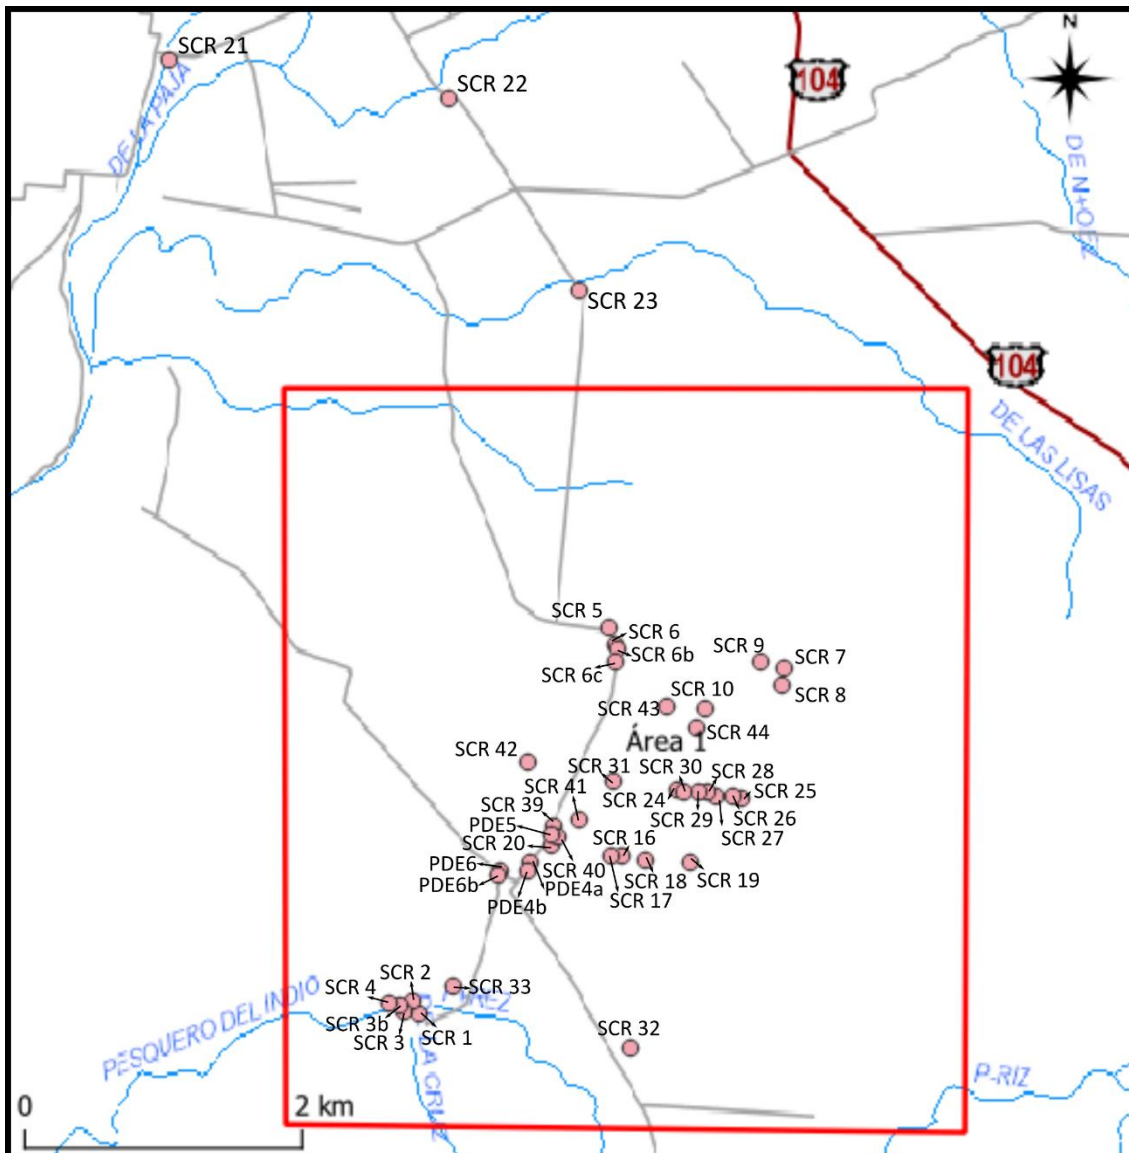 N
SCR 21
104
SCR 22
DE LA PAJA
DE N+OEZ
SCR 23
104
DE LAS LISAS
SCR 5
SCR 6
SCR 6b
SCR 9
SCR 7
SCR 6c
SCR 8
SCR 10
SCR 43
SCR 44
Área 1
SCR 42
SCR 31
SCR 30
SCR 28
SCR 41
SCR 24
SCR 25
SCR 39
SCR 29
SCR 26
PDE5
SCR 27
SCR 20
SCR 16
PDE6
SCR 40
SCR 18
SCR 19
PDE6b
PDE4a
SCR 17
PDE4b
SCR 2
SCR 33
SCR 4
PESQUERO DEL INDIO
SCR 3b
SCR 1
SCR 3
SCR 32
LA CRUZ
P-RIZ
0
2 km